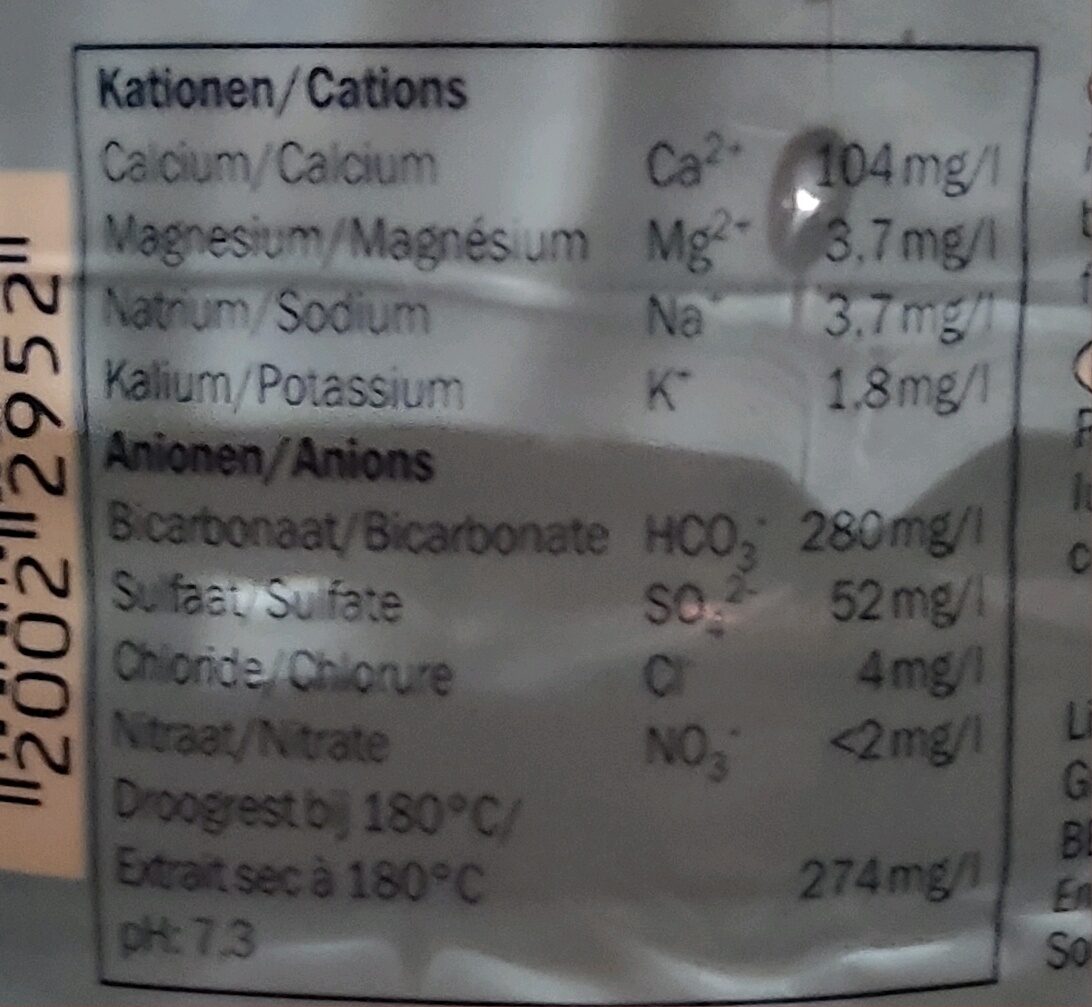 Kationen/Cations
Calcium/Calcium Ca²⁺ 104 mg/l
Magnesium/Magnésium Mg²⁺ 3,7 mg/l
Natrium/Sodium Na⁺ 3,7 mg/l
Kalium/Potassium K⁺ 1,8 mg/l
Anionen/Anions
Bicarbonaat/Bicarbonate HCO₃⁻ 280 mg/l
Sulfaat/Sulfate SO₄²⁻ 52 mg/l
Chloride/Chlorure Cl⁻ 4 mg/l
Nitraat/Nitrate NO₃⁻ <2 mg/l
Droogrest bij 180°C/
Extrait sec à 180°C 274 mg/l
pH: 7,3
2002 2952